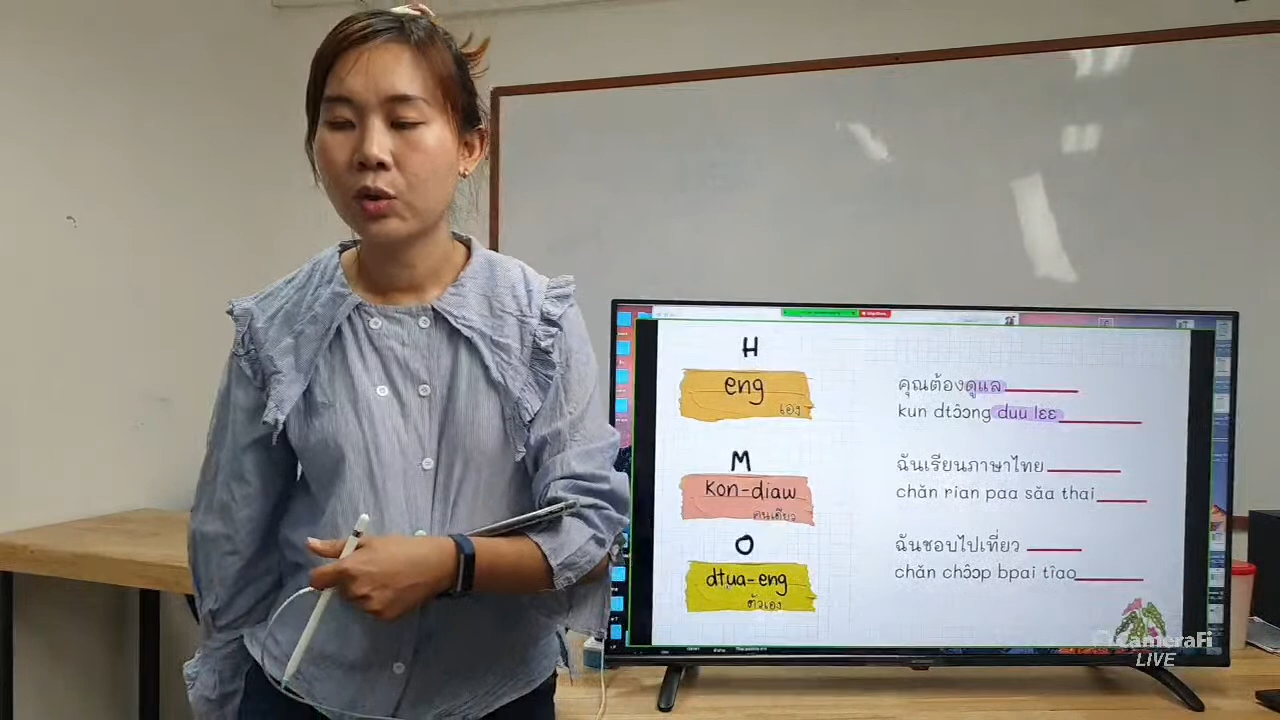 H
eng
เอง
M
kon-diaw
คนเดียว
O
dtua-eng
ตัวเอง
คุณต้องดูแล
kun dtɔ̂ɔng duu lɛɛ
ฉันเรียนภาษาไทย
chăn rian paa săa thai
ฉันชอบไปเที่ยว
chăn chɔ̂ɔp bpai tîao
CameraFi
LIVE